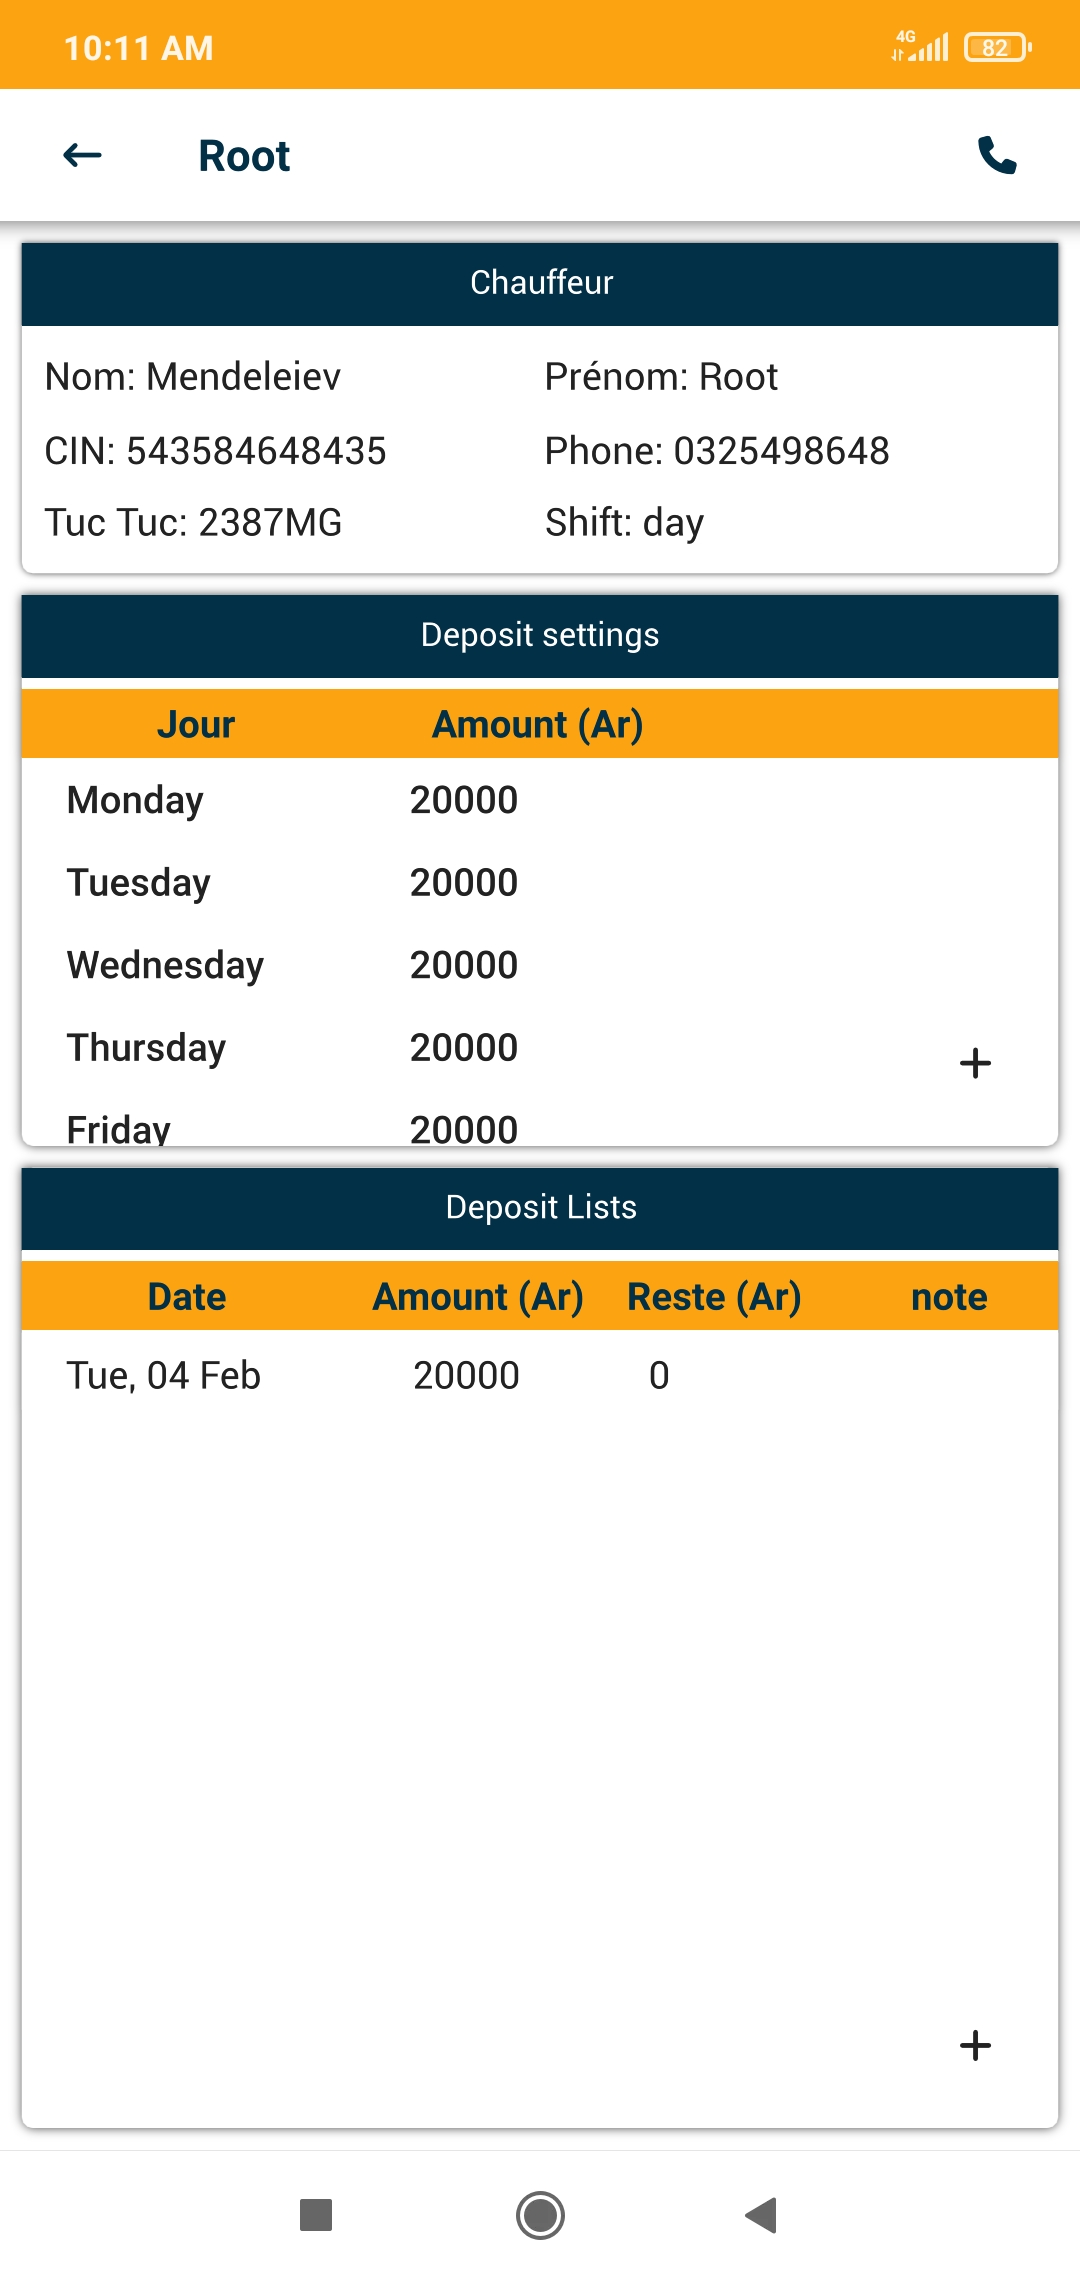 10:11 AM 4G 82
Root
Chauffeur
Nom: Mendeleiev Prénom: Root
CIN: 543584648435 Phone: 0325498648
Tuc Tuc: 2387MG Shift: day
Deposit settings
Jour Amount (Ar)
Monday 20000
Tuesday 20000
Wednesday 20000
Thursday 20000
+
Friday 20000
Deposit Lists
Date Amount (Ar) Reste (Ar) note
Tue, 04 Feb 20000 0
+